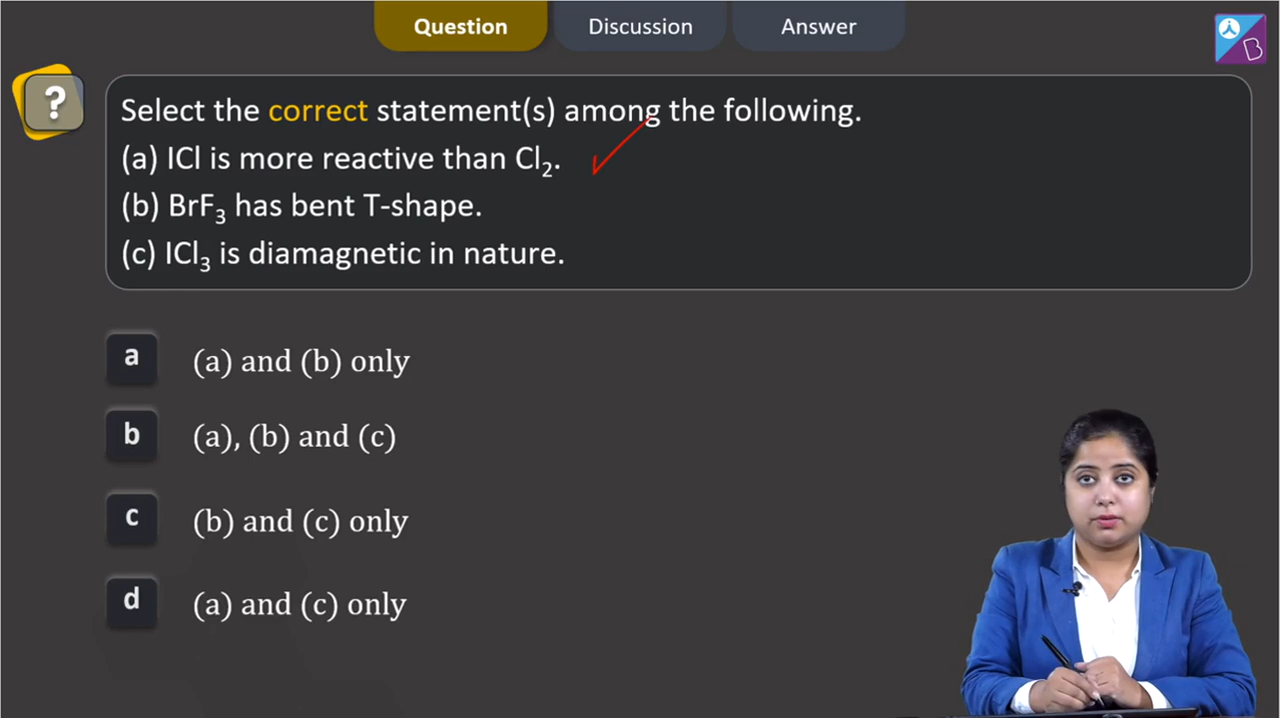 Question Discussion Answer
B
?
Select the correct statement(s) among the following.
(a) ICl is more reactive than Cl₂.
(b) BrF₃ has bent T-shape.
(c) ICl₃ is diamagnetic in nature.
a (a) and (b) only
b (a), (b) and (c)
c (b) and (c) only
d (a) and (c) only